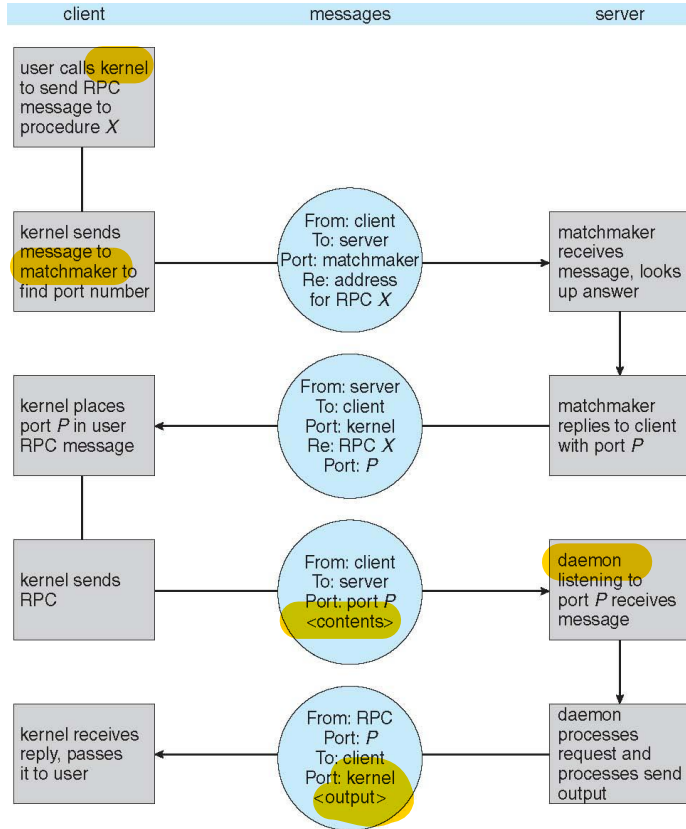 client messages server
user calls kernel
to send RPC
message to
procedure X
kernel sends
message to
matchmaker to
find port number
From: client
To: server
Port: matchmaker
Re: address
for RPC X
matchmaker
receives
message, looks
up answer
kernel places
port P in user
RPC message
From: server
To: client
Port: kernel
Re: RPC X
Port: P
matchmaker
replies to client
with port P
kernel sends
RPC
From: client
To: server
Port: port P
<contents>
daemon
listening to
port P receives
message
kernel receives
reply, passes
it to user
From: RPC
Port: P
To: client
Port: kernel
<output>
daemon
processes
request and
processes send
output